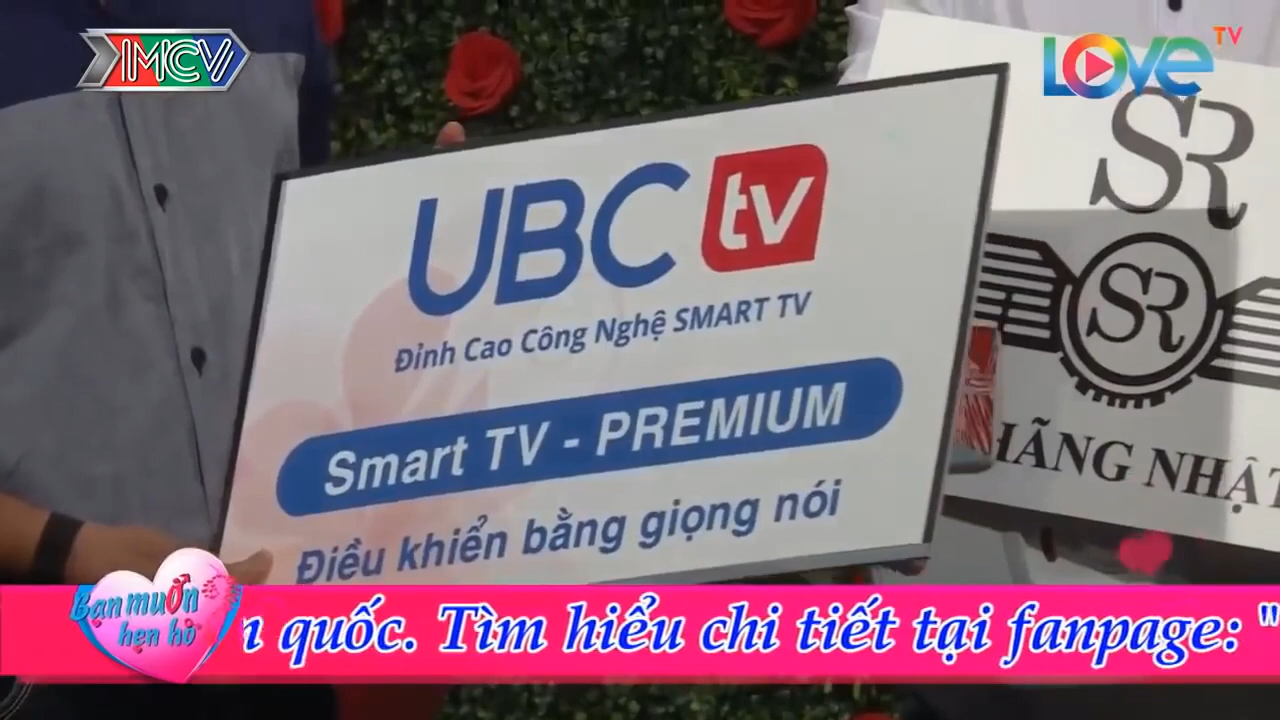 MCV
LOVE TV
UBC tv
Đỉnh Cao Công Nghệ SMART TV
Smart TV - PREMIUM
Điều khiển bằng giọng nói
SR
SR
HÃNG NHẬT
Bạn muốn
hẹn hò
quốc. Tìm hiểu chi tiết tại fanpage: "